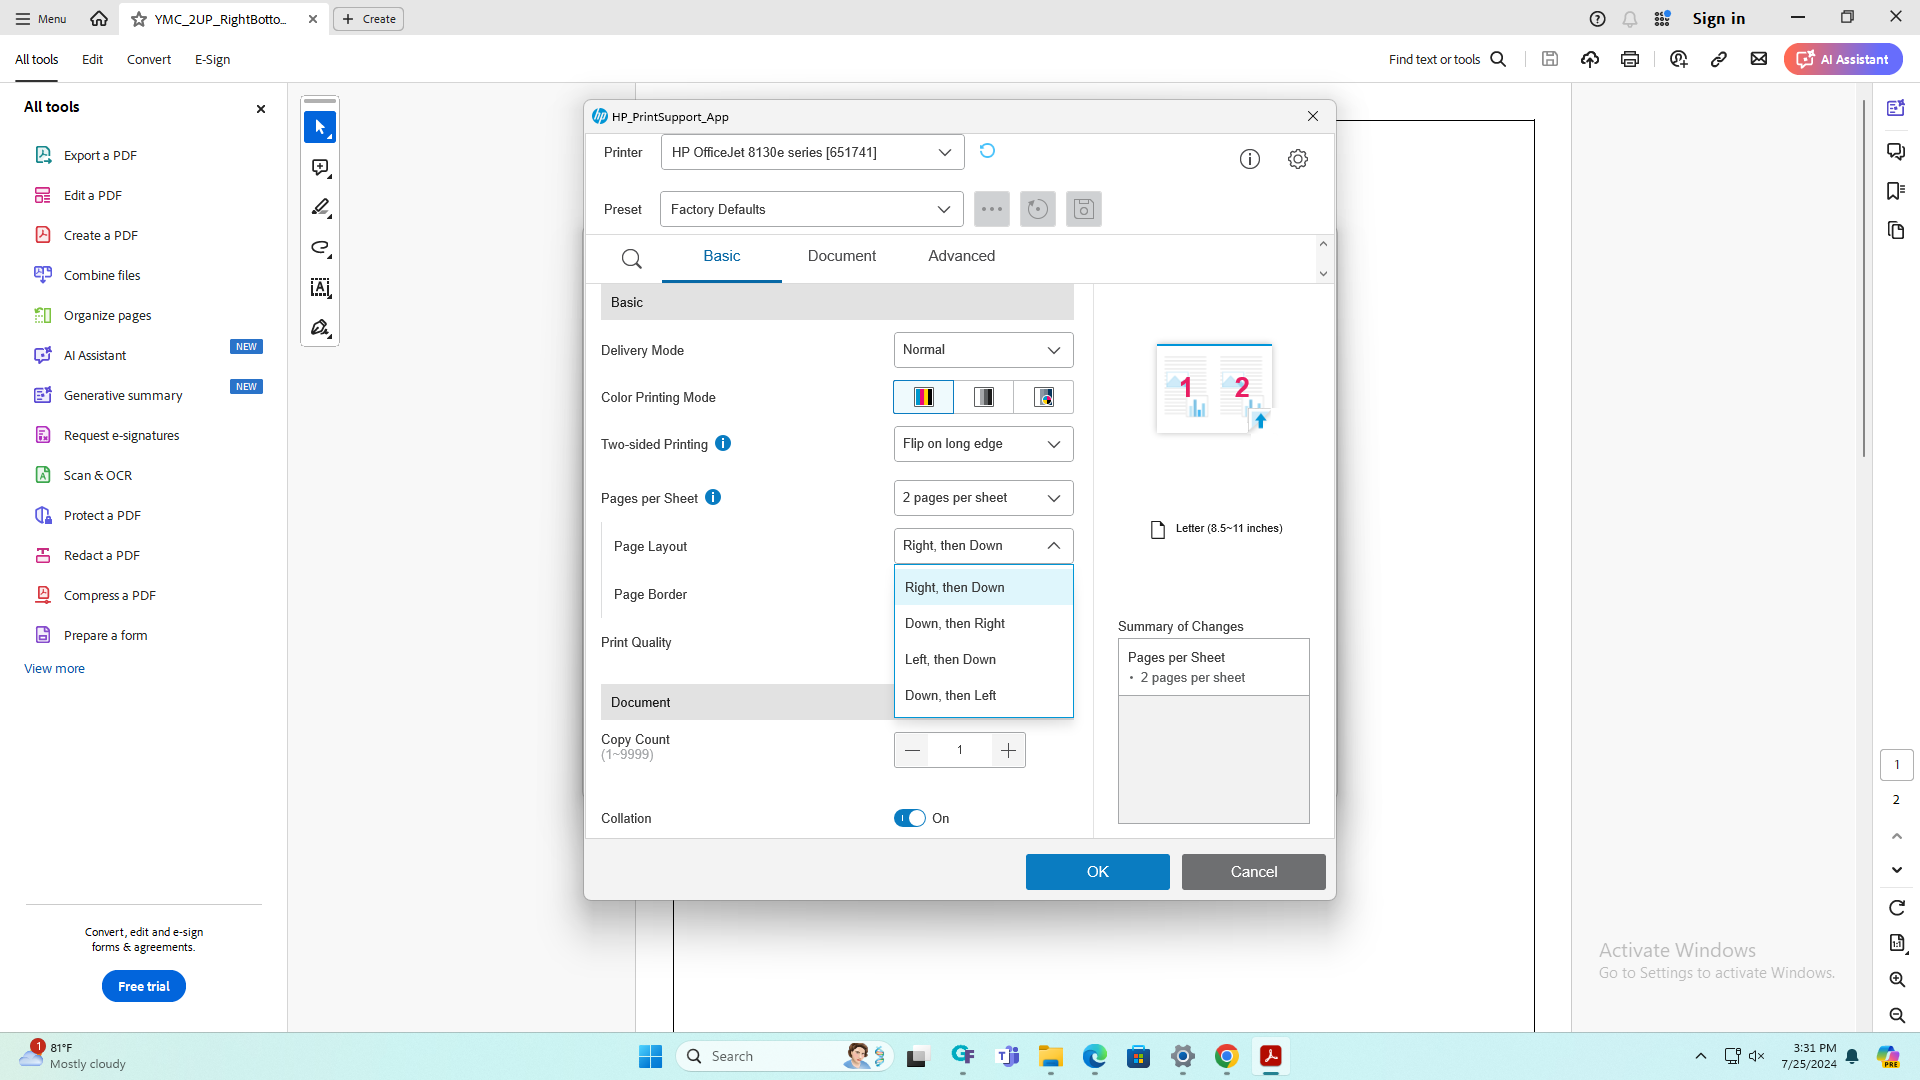 Menu
YMC_2UP_RightBotto...
Create
Sign in
All tools
Edit
Convert
E-Sign
Find text or tools
AI Assistant
All tools
Export a PDF
Edit a PDF
Create a PDF
Combine files
Organize pages
AI Assistant
NEW
Generative summary
NEW
Request e-signatures
Scan & OCR
Protect a PDF
Redact a PDF
Compress a PDF
Prepare a form
View more
Convert, edit and e-sign
forms & agreements.
Free trial
HP_PrintSupport_App
Printer
HP OfficeJet 8130e series [651741]
Preset
Factory Defaults
Basic
Document
Advanced
Basic
Delivery Mode
Normal
Color Printing Mode
Two-sided Printing
Flip on long edge
Pages per Sheet
2 pages per sheet
Page Layout
Right, then Down
Right, then Down
Down, then Right
Left, then Down
Down, then Left
Page Border
Print Quality
Document
Copy Count
(1~9999)
1
Collation
On
1 2
Letter (8.5~11 inches)
Summary of Changes
Pages per Sheet
• 2 pages per sheet
OK
Cancel
1
2
Activate Windows
Go to Settings to activate Windows.
1
81°F
Mostly cloudy
Search
PRE
3:31 PM
7/25/2024